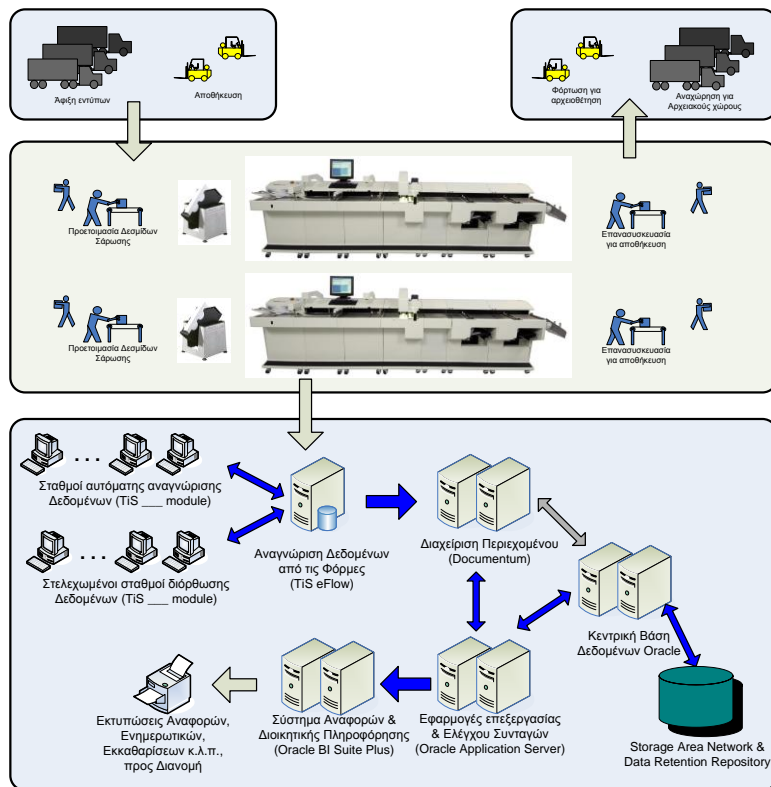 Άφιξη εντύπων
Αποθήκευση
Φόρτωση για
αρχειοθέτηση
Αναχώρηση για
Αρχειακούς χώρους
Προετοιμασία Δεσμίδων
Σάρωσης
Επανασυσκευασία
για αποθήκευση
Προετοιμασία Δεσμίδων
Σάρωσης
Επανασυσκευασία
για αποθήκευση
. . .
Σταθμοί αυτόματης αναγνώρισης
Δεδομένων (TiS ___ module)
. . .
Στελεχωμένοι σταθμοί διόρθωσης
Δεδομένων (TiS ___ module)
Αναγνώριση Δεδομένων
από τις Φόρμες
(TiS eFlow)
Διαχείριση Περιεχομένου
(Documentum)
Κεντρική Βάση
Δεδομένων Oracle
Εκτυπώσεις Αναφορών,
Ενημερωτικών,
Εκκαθαρίσεων κ.λ.π.,
προς Διανομή
Σύστημα Αναφορών &
Διοικητικής Πληροφόρησης
(Oracle BI Suite Plus)
Εφαρμογές επεξεργασίας
& Ελέγχου Συνταγών
(Oracle Application Server)
Storage Area Network &
Data Retention Repository